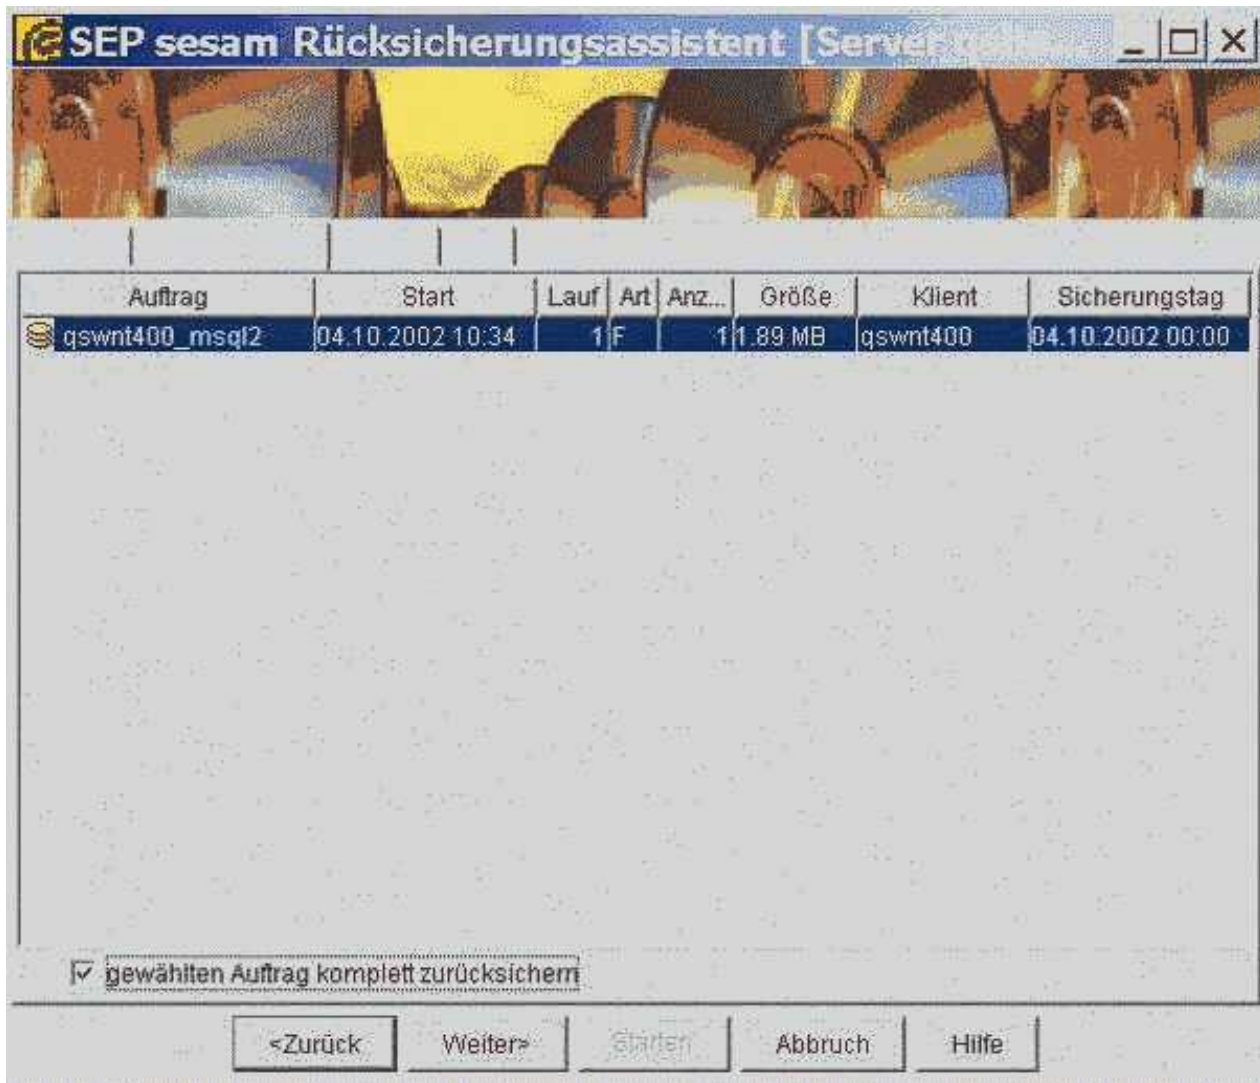 SEP sesam Rücksicherungsassistent [Server
Auftrag Start Lauf Art Anz... Größe Klient Sicherungstag
qswnt400_msql2 04.10.2002 10:34 1 F 1 1.89 MB qswnt400 04.10.2002 00:00
gewählten Auftrag komplett zurücksichern
<Zurück Weiter> Starten Abbruch Hilfe